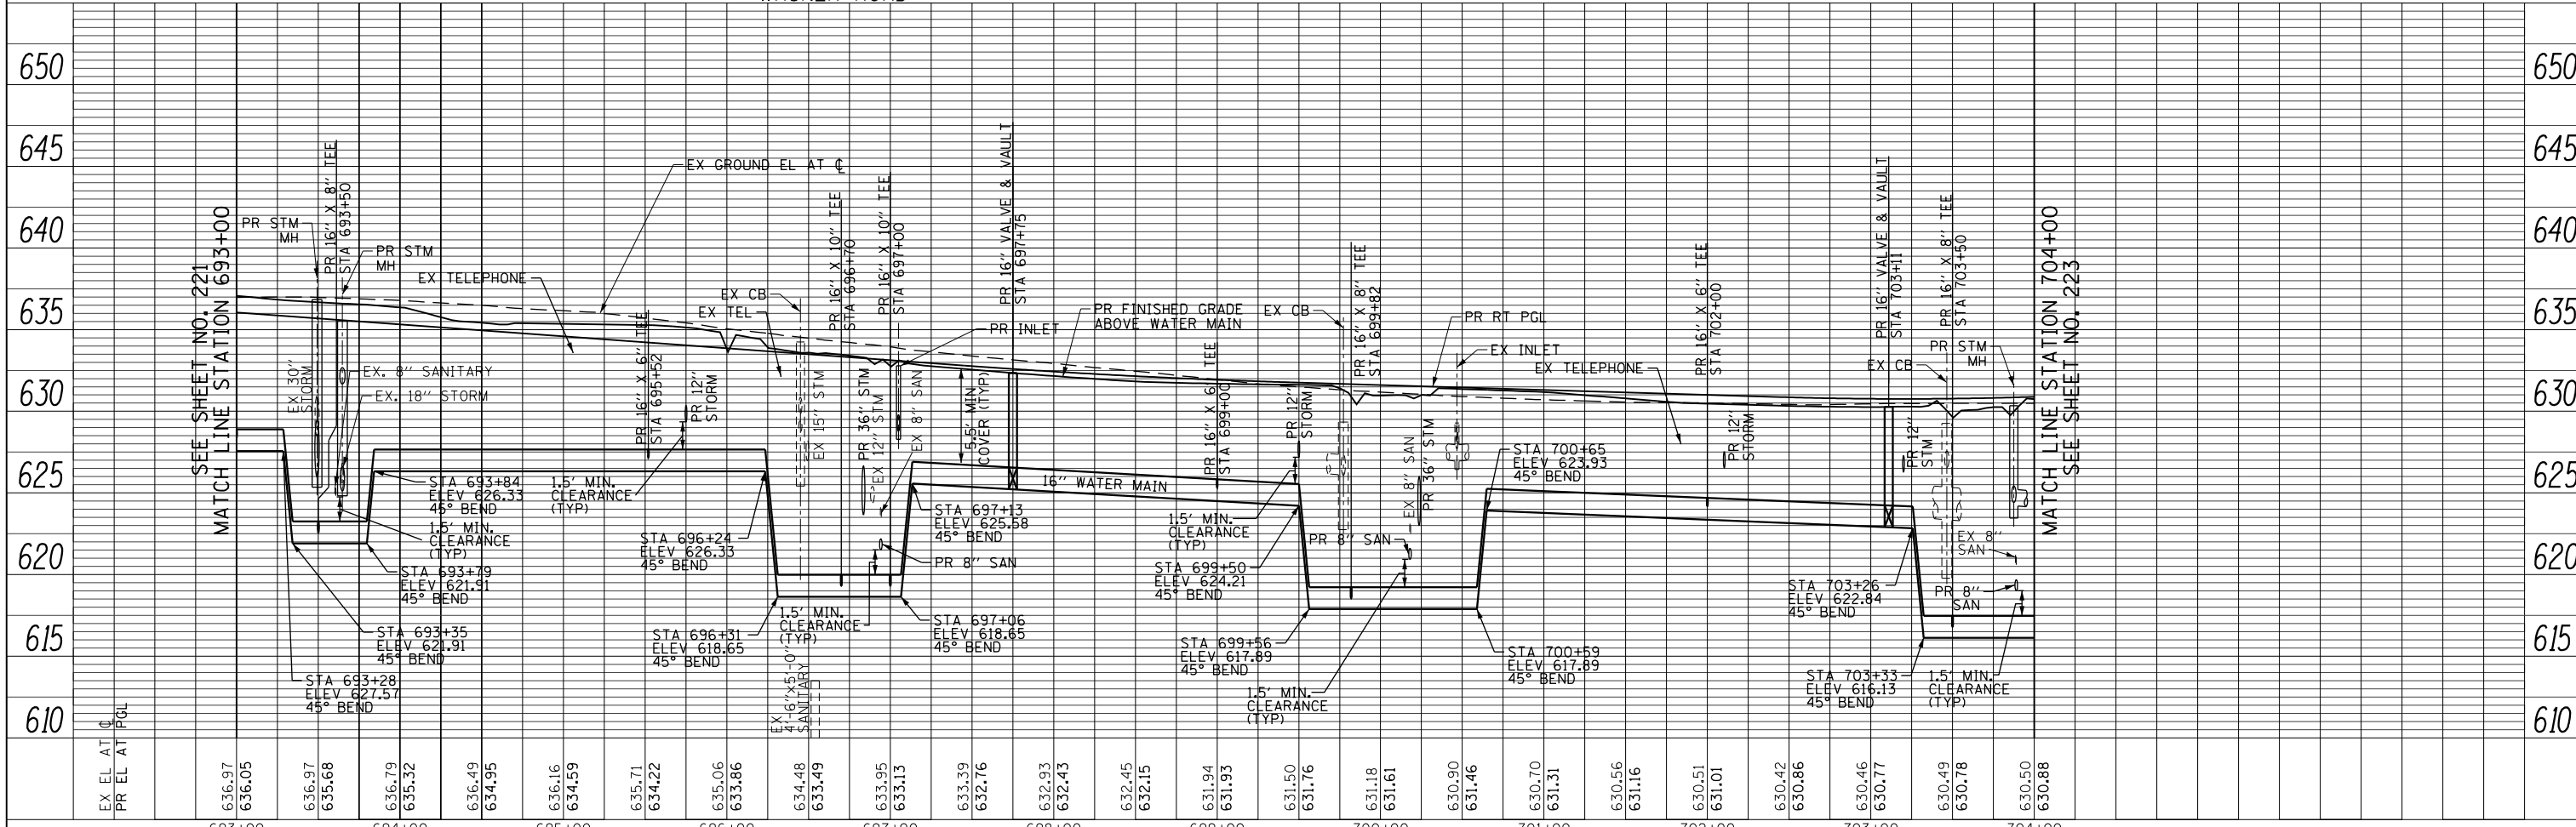 650
650
645
645
640
640
635
635
630
630
625
625
620
620
615
615
610
610
SEE SHEET NO. 221
MATCH LINE STATION 693+00
PR STM
MH
PR 16" X 8" TEE
STA 693+50
PR STM
MH
EX TELEPHONE
EX GROUND EL AT ℄
EX 30"
STORM
EX. 8" SANITARY
EX. 18" STORM
STA 693+84
ELEV 626.33
45° BEND
1.5' MIN.
CLEARANCE
(TYP)
STA 693+79
ELEV 621.91
45° BEND
STA 693+35
ELEV 621.91
45° BEND
STA 693+28
ELEV 627.57
45° BEND
1.5' MIN.
CLEARANCE
(TYP)
PR 16" X 6" TEE
STA 695+52
PR 12"
STORM
EX CB
EX TEL
STA 696+24
ELEV 626.33
45° BEND
STA 696+31
ELEV 618.65
45° BEND
EX
4'-6"x5'-0"
SANITARY
EX 15" STM
PR 16" X 10" TEE
STA 696+70
PR 36" STM
EX 12" STM
PR 16" X 10" TEE
STA 697+00
EX 8" SAN
PR INLET
PR 8" SAN
1.5' MIN.
CLEARANCE
(TYP)
STA 697+13
ELEV 625.58
45° BEND
STA 697+06
ELEV 618.65
45° BEND
5.5' MIN.
COVER (TYP)
PR 16" VALVE & VAULT
STA 697+75
16" WATER MAIN
PR FINISHED GRADE
ABOVE WATER MAIN
PR 16" X 6" TEE
STA 699+00
1.5' MIN.
CLEARANCE
(TYP)
STA 699+50
ELEV 624.21
45° BEND
STA 699+56
ELEV 617.89
45° BEND
PR 12"
STORM
EX CB
PR 16" X 8" TEE
STA 699+82
PR 8" SAN
EX 8" SAN
PR 36" STM
1.5' MIN.
CLEARANCE
(TYP)
PR RT PGL
EX INLET
STA 700+65
ELEV 623.93
45° BEND
STA 700+59
ELEV 617.89
45° BEND
EX TELEPHONE
PR 16" X 6" TEE
STA 702+00
PR 12"
STORM
PR 16" VALVE & VAULT
STA 703+11
EX CB
PR 12"
STM
PR 16" X 8" TEE
STA 703+50
PR STM
MH
STA 703+26
ELEV 622.84
45° BEND
STA 703+33
ELEV 616.13
45° BEND
EX 8"
SAN
PR 8"
SAN
1.5' MIN.
CLEARANCE
(TYP)
MATCH LINE STATION 704+00
SEE SHEET NO. 223
EX EL AT ℄
PR EL AT PGL
636.97
636.05
636.97
635.68
636.79
635.32
636.49
634.95
636.16
634.59
635.71
634.22
635.06
633.86
634.48
633.49
633.95
633.13
633.39
632.76
632.93
632.43
632.45
632.15
631.94
631.93
631.50
631.76
631.18
631.61
630.90
631.46
630.70
631.31
630.56
631.16
630.51
631.01
630.42
630.86
630.46
630.77
630.49
630.78
630.50
630.88